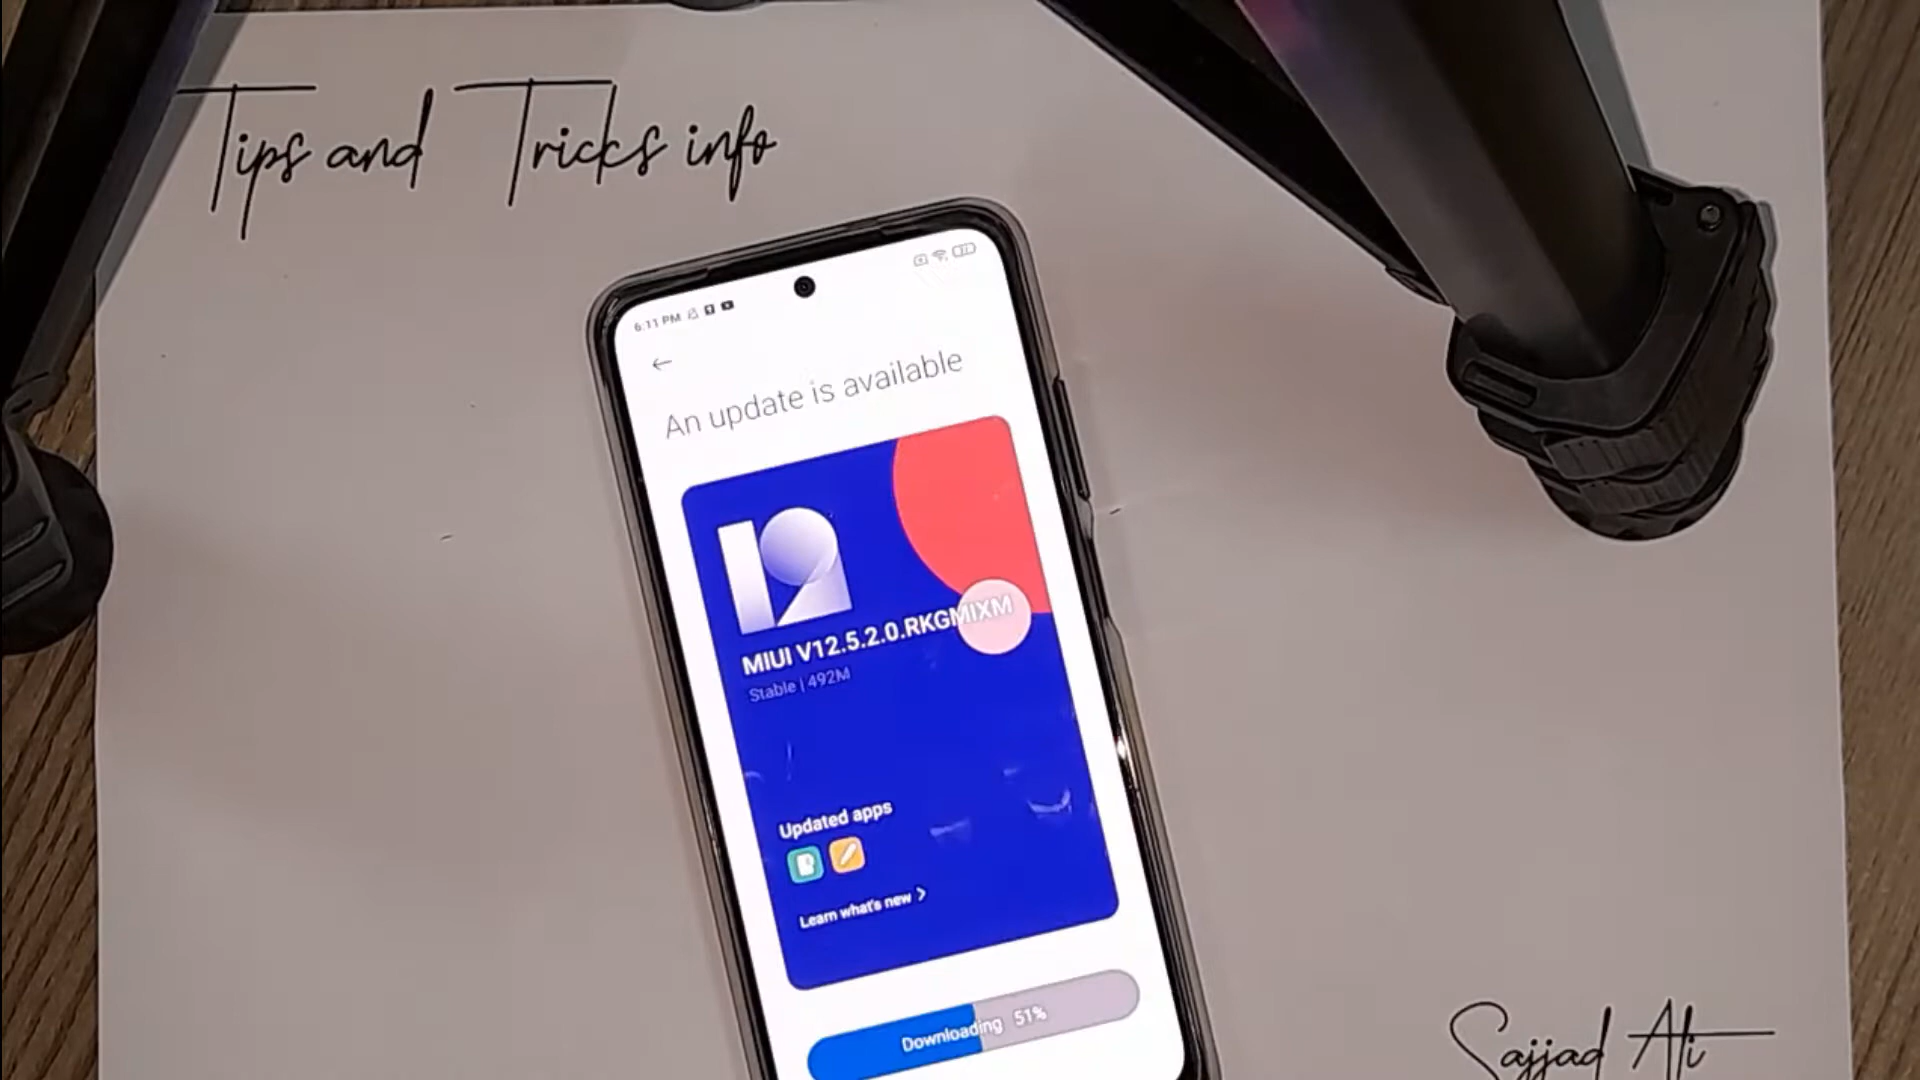 Tips and Tricks info
6:11 PM
An update is available
12
MIUI V12.5.2.0.RKGMIXM
Stable | 492M
Updated apps
Learn what's new >
Downloading 51%
Sajjad Ali